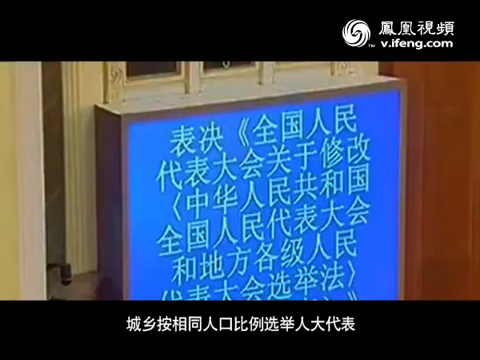 鳳凰視頻
v.ifeng.com
表决《全国人民
代表大会关于修改
〈中华人民共和国
全国人民代表大会
和地方各级人民
代表大会选举法〉
城乡按相同人口比例选举人大代表